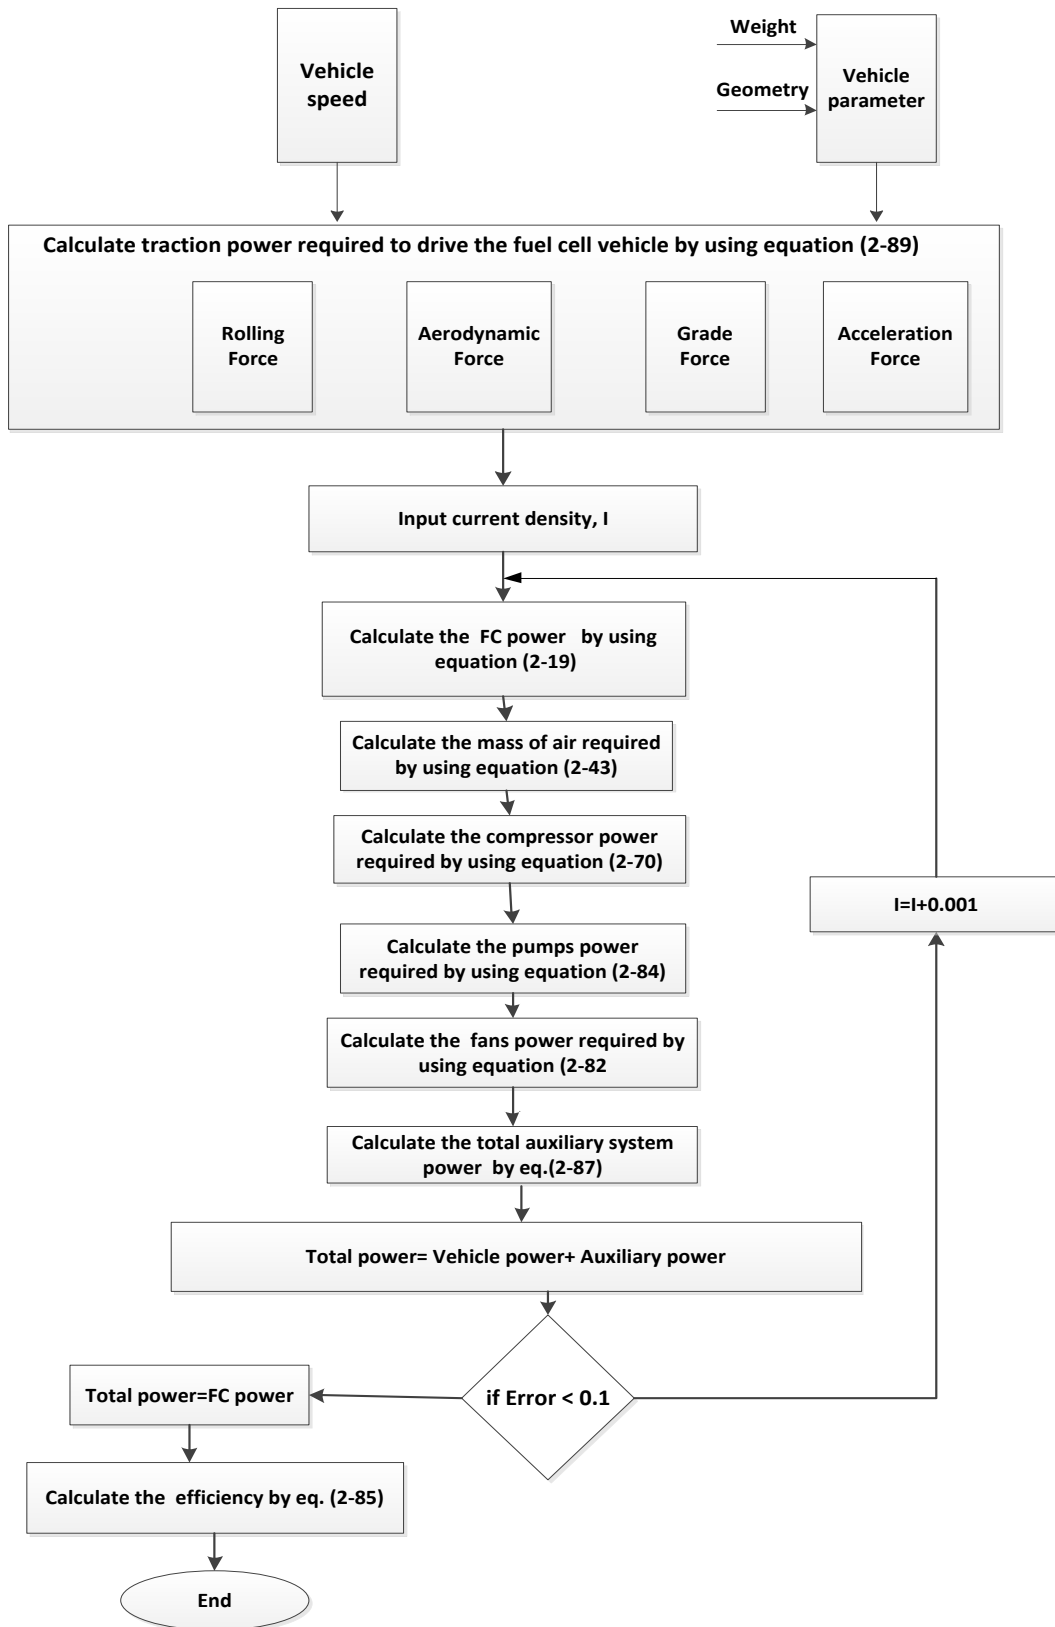 Vehicle
speed
Weight
Geometry
Vehicle
parameter
Calculate traction power required to drive the fuel cell vehicle by using equation (2-89)
Rolling
Force
Aerodynamic
Force
Grade
Force
Acceleration
Force
Input current density, I
Calculate the FC power by using
equation (2-19)
Calculate the mass of air required
by using equation (2-43)
Calculate the compressor power
required by using equation (2-70)
I=I+0.001
Calculate the pumps power
required by using equation (2-84)
Calculate the fans power required by
using equation (2-82
Calculate the total auxiliary system
power by eq.(2-87)
Total power= Vehicle power+ Auxiliary power
if Error < 0.1
Total power=FC power
Calculate the efficiency by eq. (2-85)
End